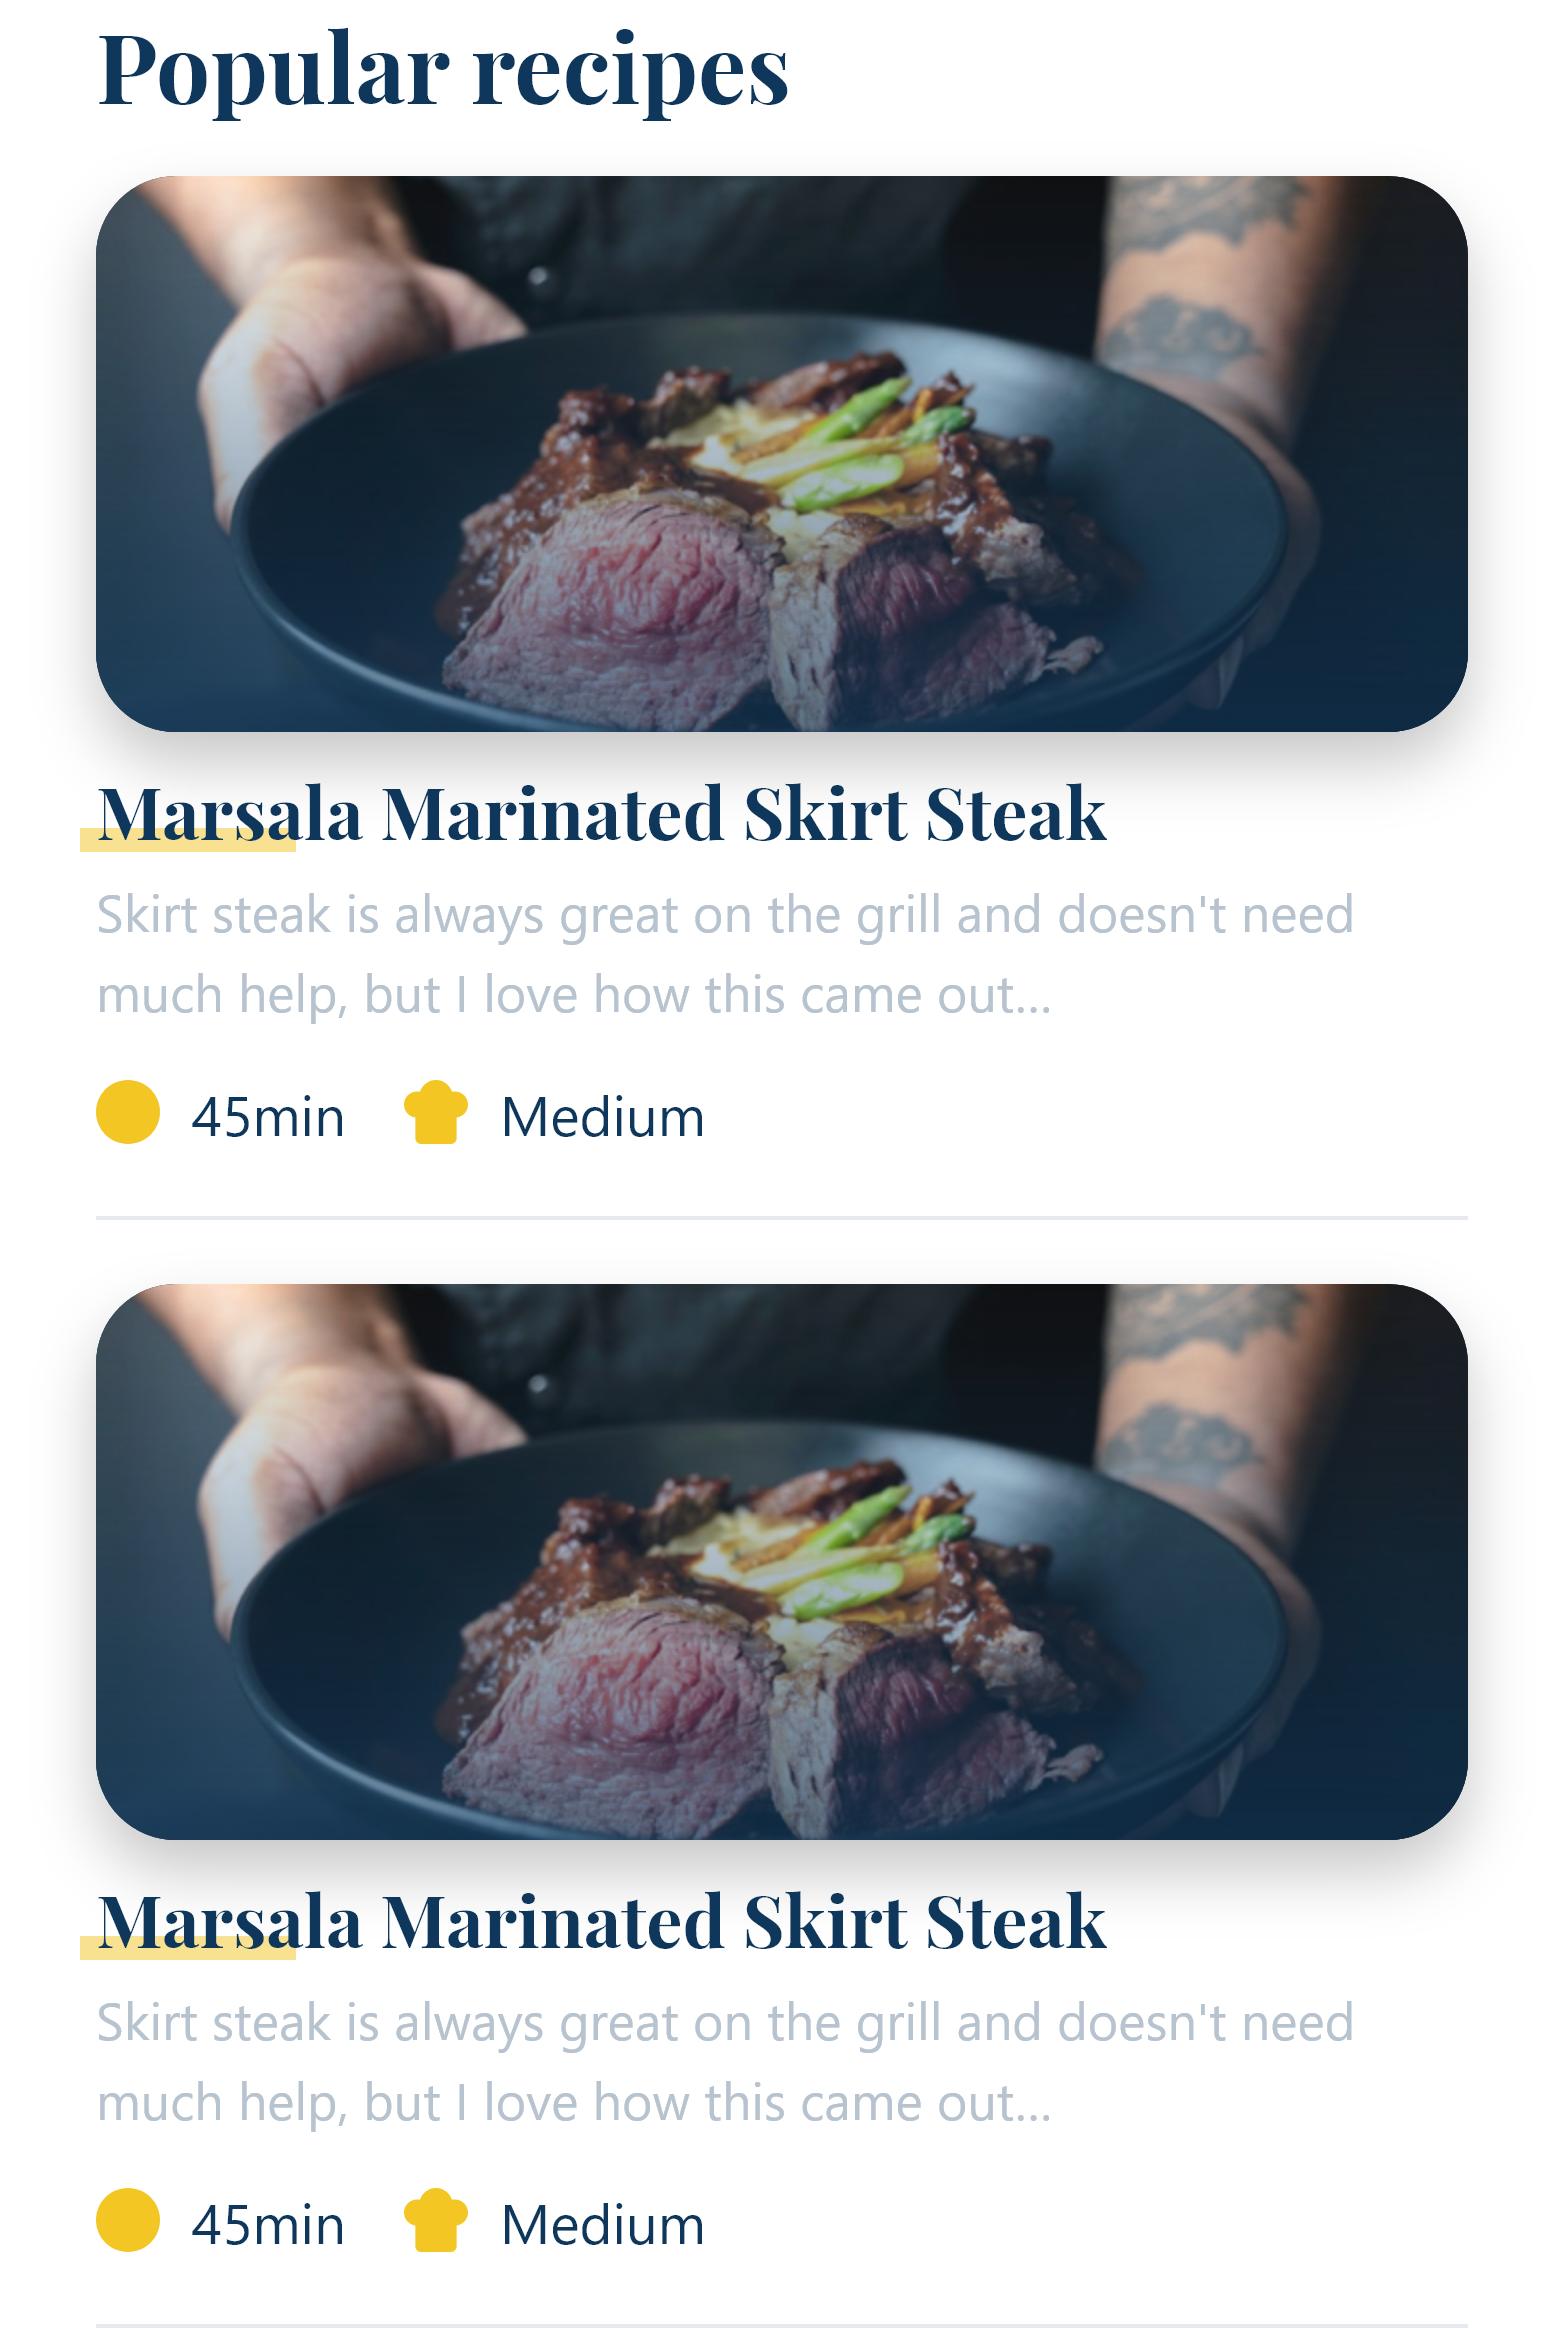 Popular recipes
Marsala Marinated Skirt Steak
Skirt steak is always great on the grill and doesn't need
much help, but I love how this came out...
45min Medium
Marsala Marinated Skirt Steak
Skirt steak is always great on the grill and doesn't need
much help, but I love how this came out...
45min Medium